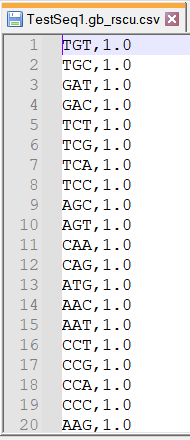 TestSeq1.gb_rscu.csv
1 TGT,1.0
2 TGC,1.0
3 GAT,1.0
4 GAC,1.0
5 TCT,1.0
6 TCG,1.0
7 TCA,1.0
8 TCC,1.0
9 AGC,1.0
10 AGT,1.0
11 CAA,1.0
12 CAG,1.0
13 ATG,1.0
14 AAC,1.0
15 AAT,1.0
16 CCT,1.0
17 CCG,1.0
18 CCA,1.0
19 CCC,1.0
20 AAG,1.0